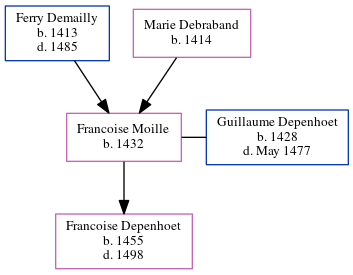 Ferry Demailly
b. 1413
d. 1485
Marie Debraband
b. 1414
Francoise Moille
b. 1432
Guillaume Depenhoet
b. 1428
d. May 1477
Francoise Depenhoet
b. 1455
d. 1498